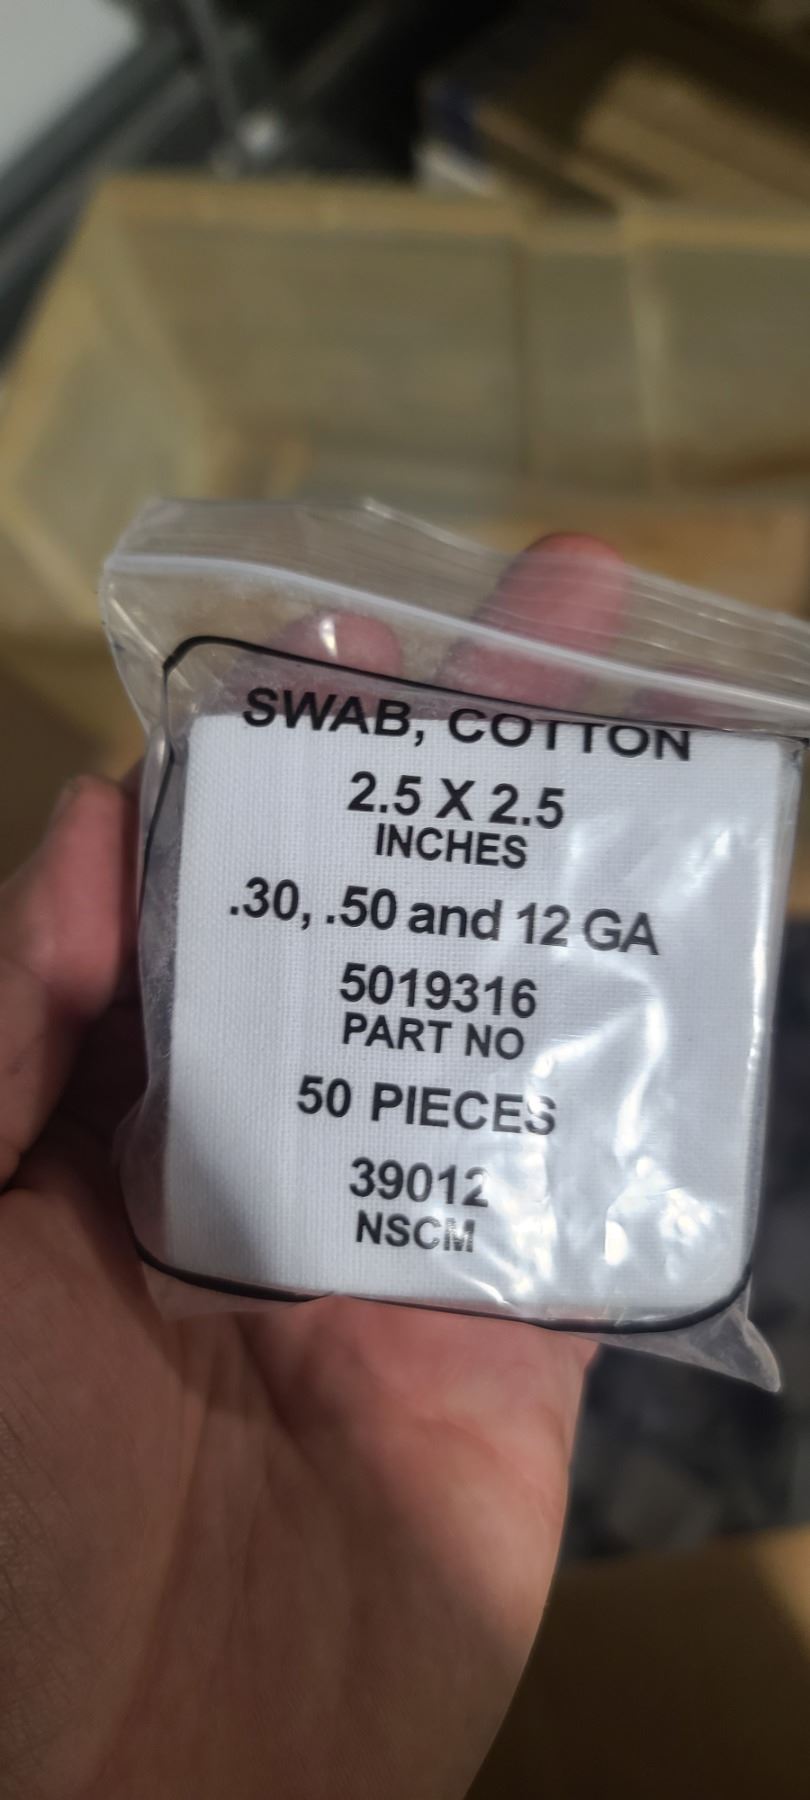 SWAB, COTTON
2.5 X 2.5
INCHES
.30, .50 and 12 GA
5019316
PART NO
50 PIECES
39012
NSCM